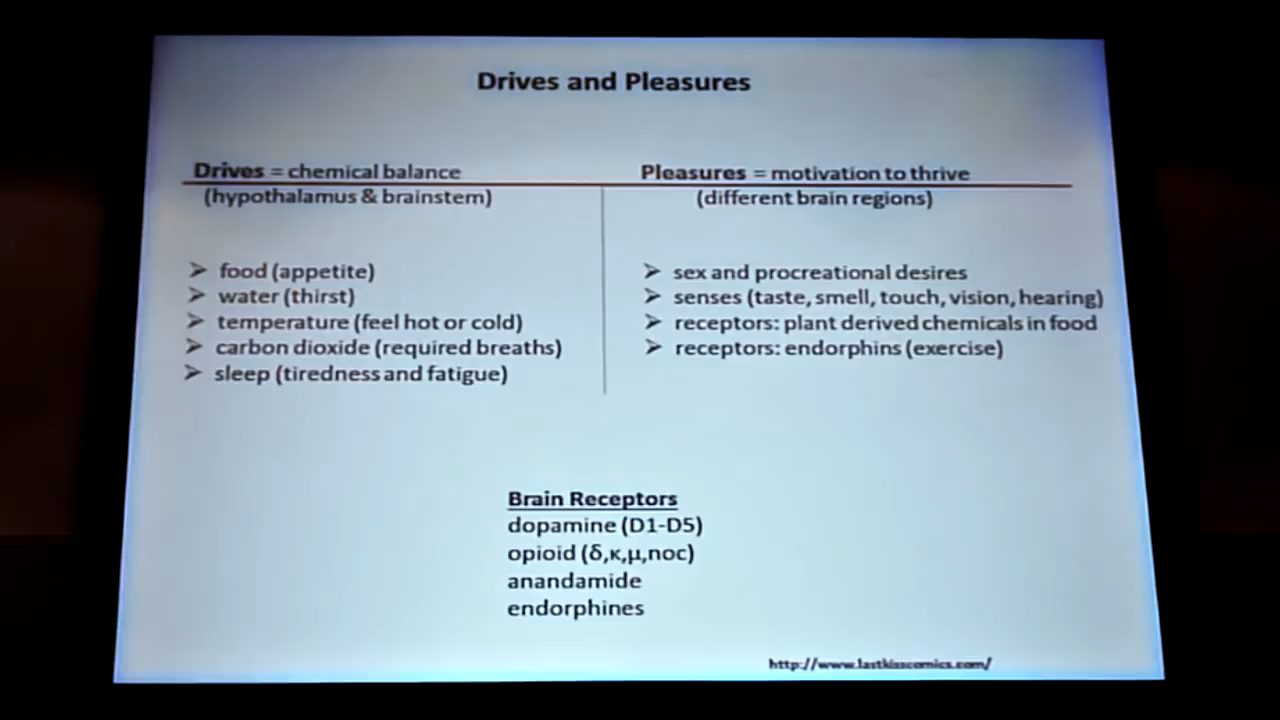 Drives and Pleasures
Drives = chemical balance
(hypothalamus & brainstem)
➢ food (appetite)
➢ water (thirst)
➢ temperature (feel hot or cold)
➢ carbon dioxide (required breaths)
➢ sleep (tiredness and fatigue)
Pleasures = motivation to thrive
(different brain regions)
➢ sex and procreational desires
➢ senses (taste, smell, touch, vision, hearing)
➢ receptors: plant derived chemicals in food
➢ receptors: endorphins (exercise)
Brain Receptors
dopamine (D1-D5)
opioid (δ,κ,μ,noc)
anandamide
endorphines
http://www.lastkisscomics.com/